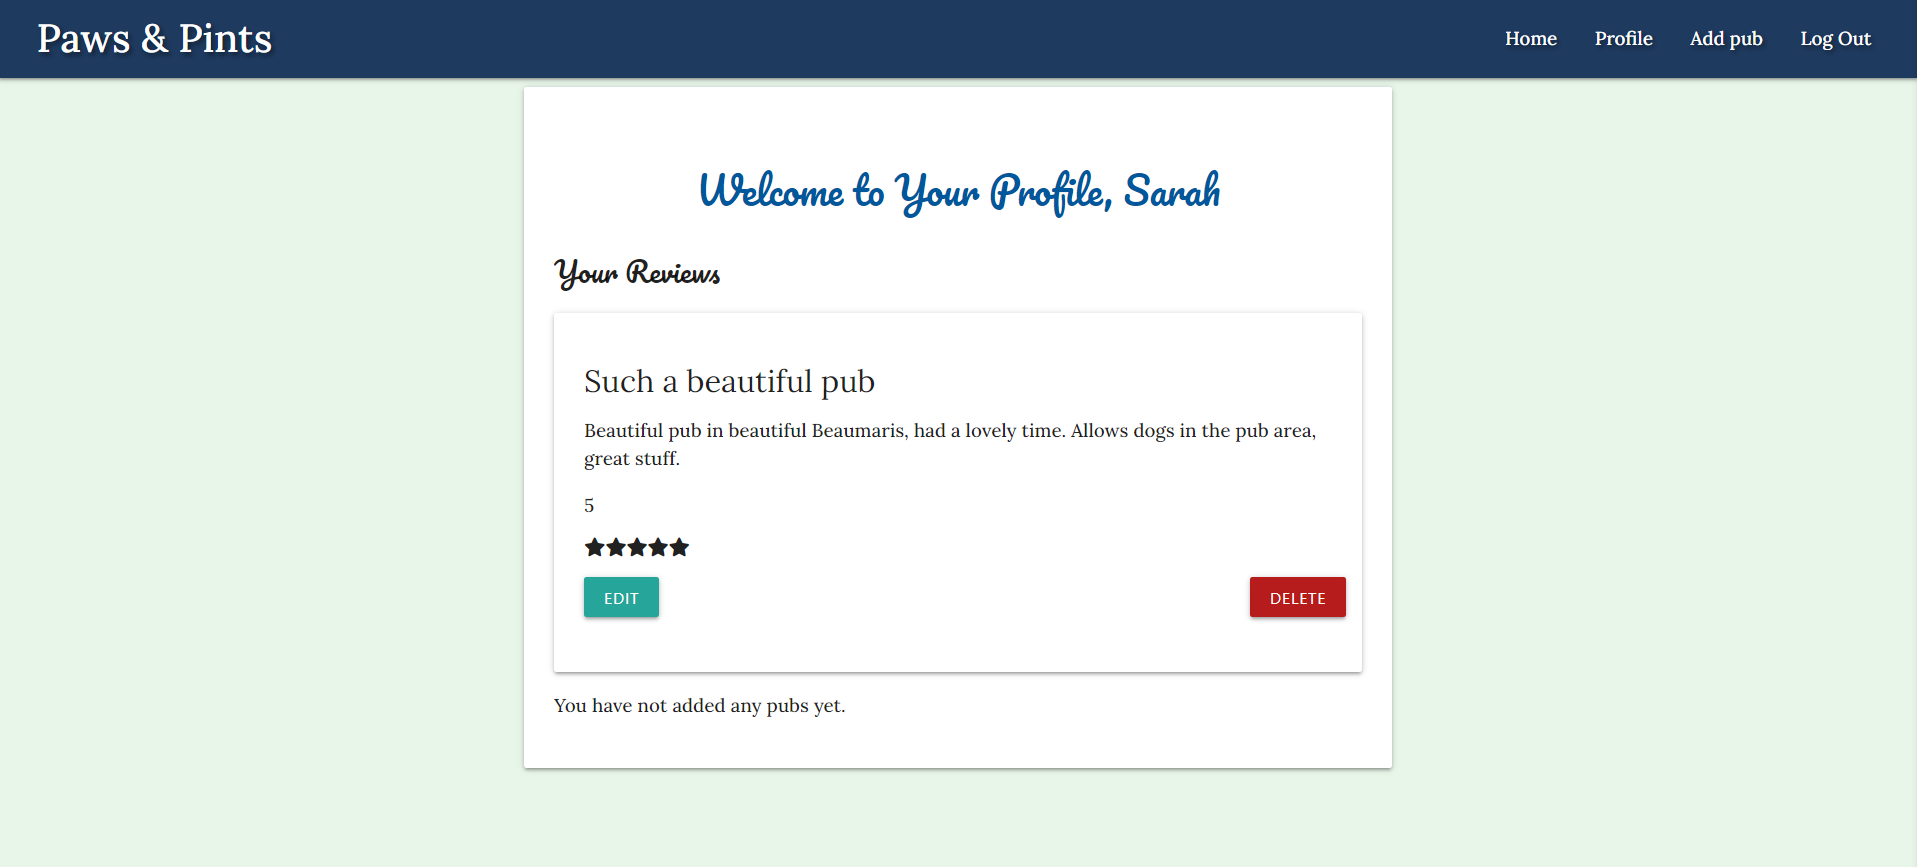 Paws & Pints
Home Profile Add pub Log Out
Welcome to Your Profile, Sarah
Your Reviews
Such a beautiful pub
Beautiful pub in beautiful Beaumaris, had a lovely time. Allows dogs in the pub area,
great stuff.
5
EDIT DELETE
You have not added any pubs yet.